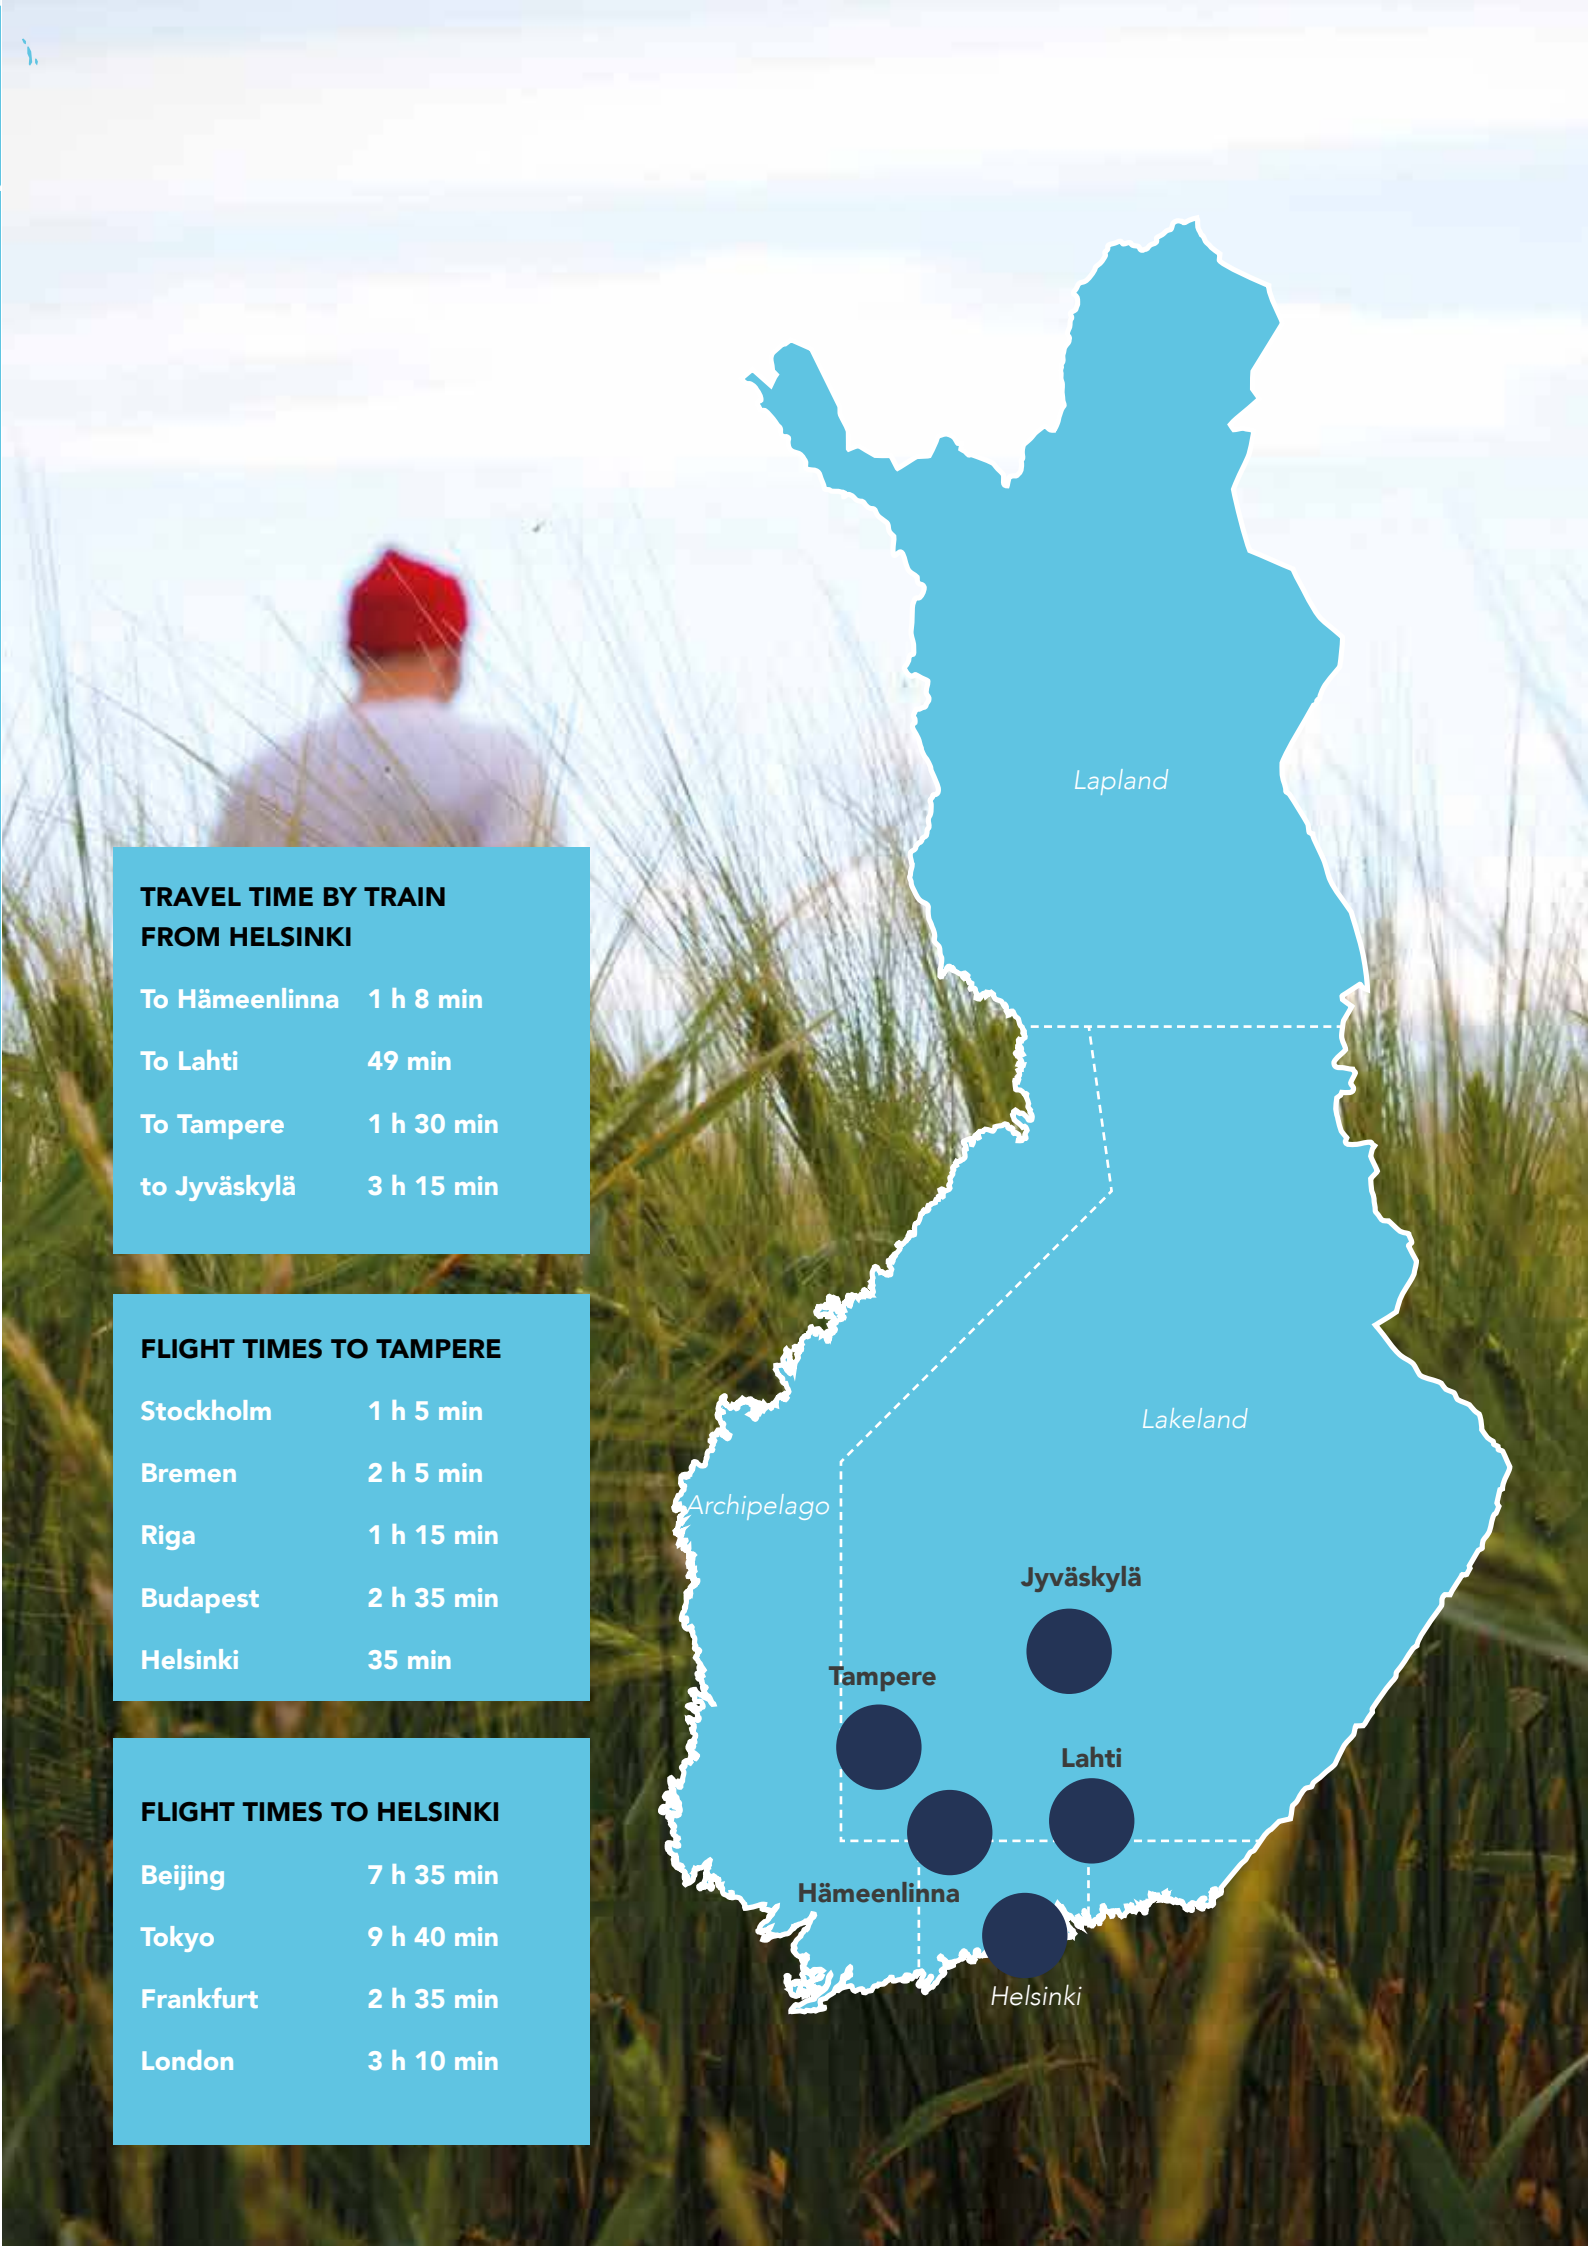 TRAVEL TIME BY TRAIN
FROM HELSINKI
To Hämeenlinna 1 h 8 min
To Lahti 49 min
To Tampere 1 h 30 min
to Jyväskylä 3 h 15 min
FLIGHT TIMES TO TAMPERE
Stockholm 1 h 5 min
Bremen 2 h 5 min
Riga 1 h 15 min
Budapest 2 h 35 min
Helsinki 35 min
FLIGHT TIMES TO HELSINKI
Beijing 7 h 35 min
Tokyo 9 h 40 min
Frankfurt 2 h 35 min
London 3 h 10 min
Lapland
Lakeland
Archipelago
Jyväskylä
Tampere
Lahti
Hämeenlinna
Helsinki